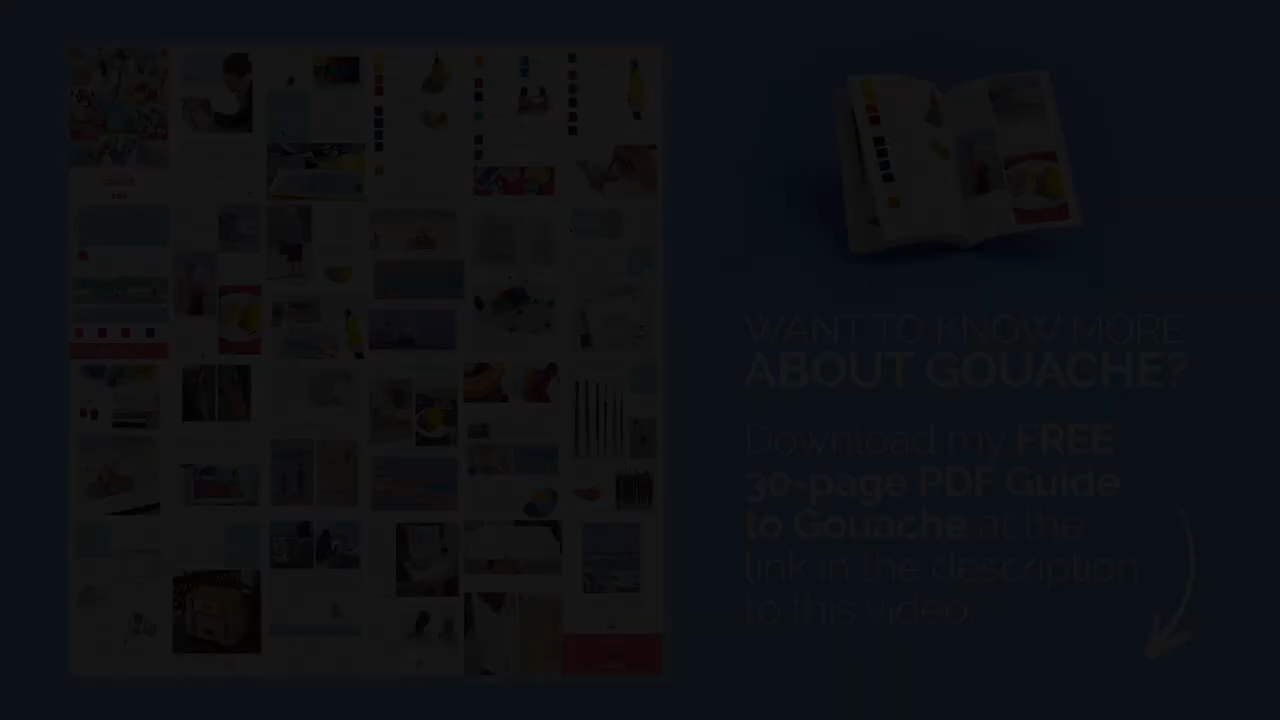 WANT TO KNOW MORE
ABOUT GOUACHE?
Download my FREE
30-page PDF Guide
to Gouache at the
link in the description
to this video.